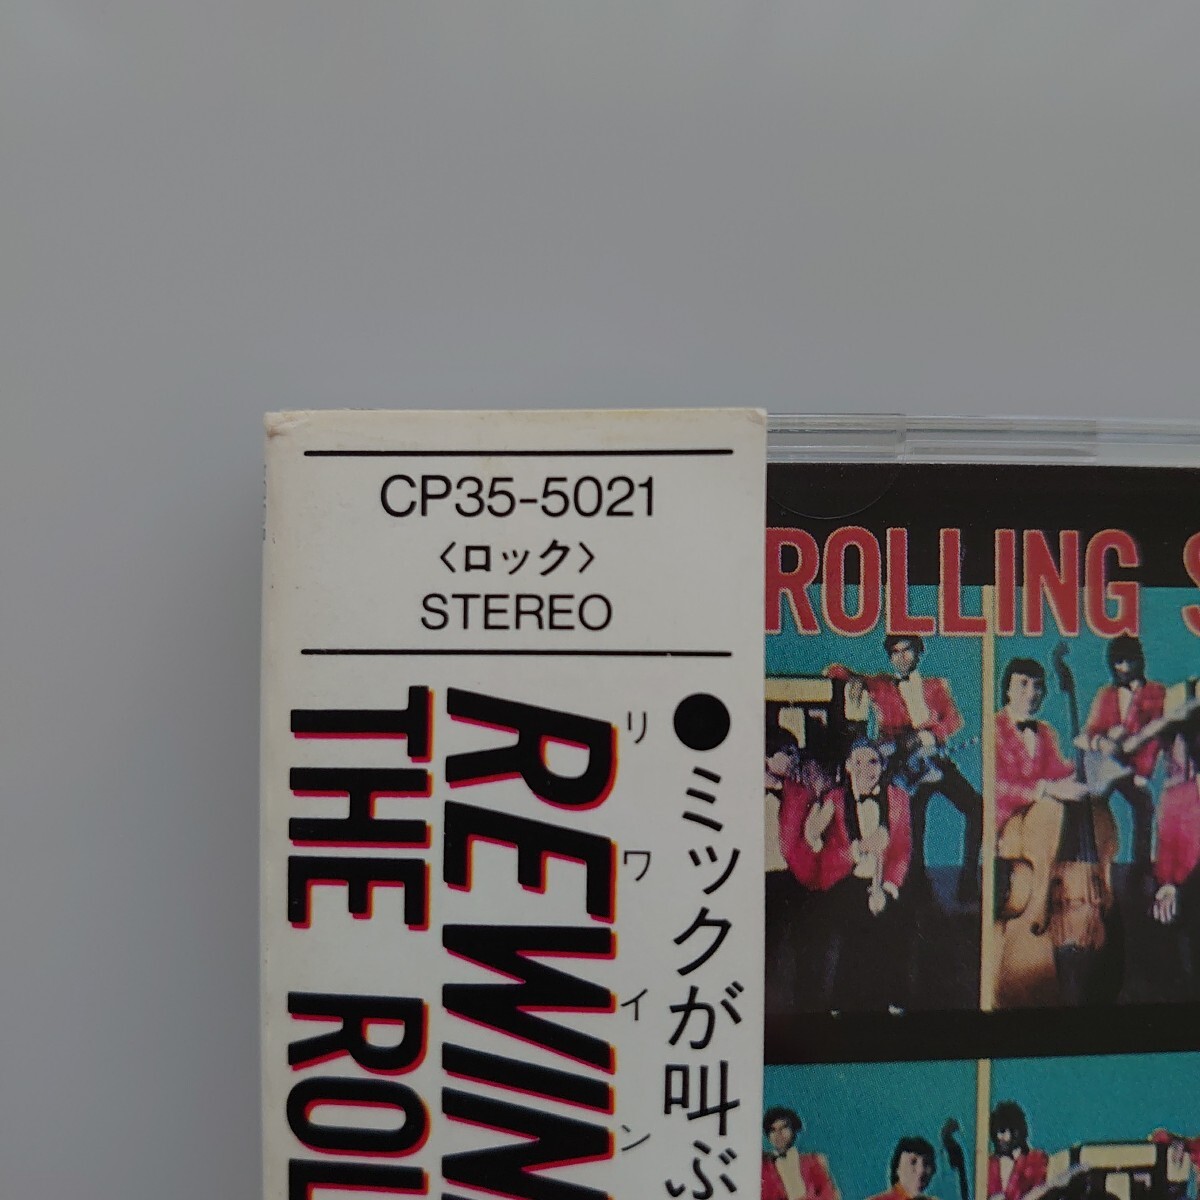 CP35-5021
〈ロック〉
STEREO
●ミックが叫ぶ
リワイン
REWIN
THE ROL
ROLLING S